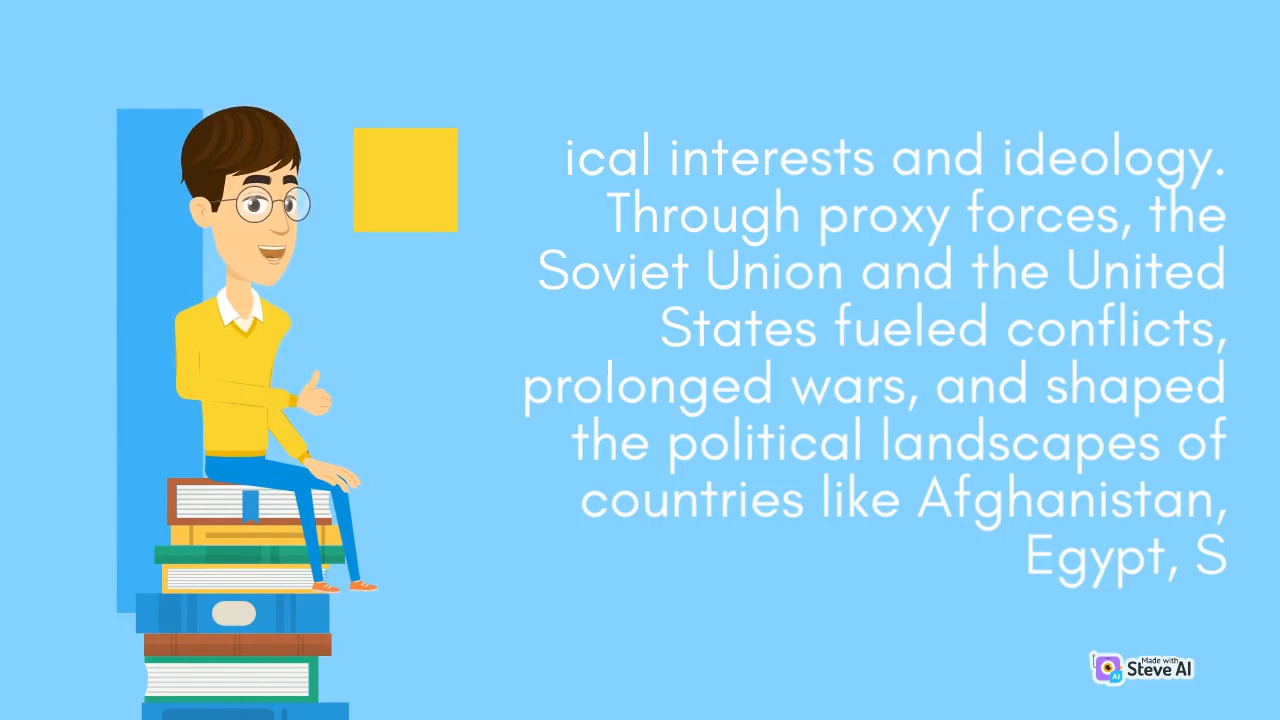 ical interests and ideology.
Through proxy forces, the
Soviet Union and the United
States fueled conflicts,
prolonged wars, and shaped
the political landscapes of
countries like Afghanistan,
Egypt, S
Made with
Steve AI
AI